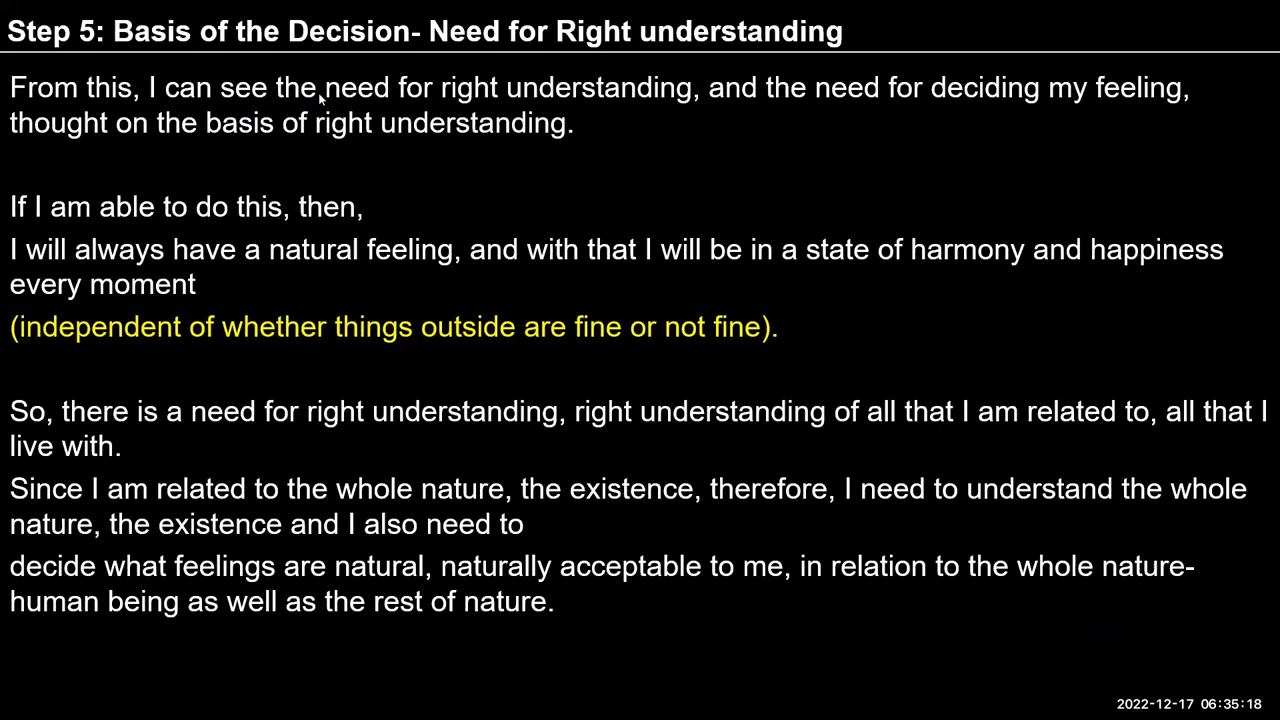 Step 5: Basis of the Decision- Need for Right understanding
From this, I can see the need for right understanding, and the need for deciding my feeling,
thought on the basis of right understanding.
If I am able to do this, then,
I will always have a natural feeling, and with that I will be in a state of harmony and happiness
every moment
(independent of whether things outside are fine or not fine).
So, there is a need for right understanding, right understanding of all that I am related to, all that I
live with.
Since I am related to the whole nature, the existence, therefore, I need to understand the whole
nature, the existence and I also need to
decide what feelings are natural, naturally acceptable to me, in relation to the whole nature-
human being as well as the rest of nature.
2022-12-17 06:35:18